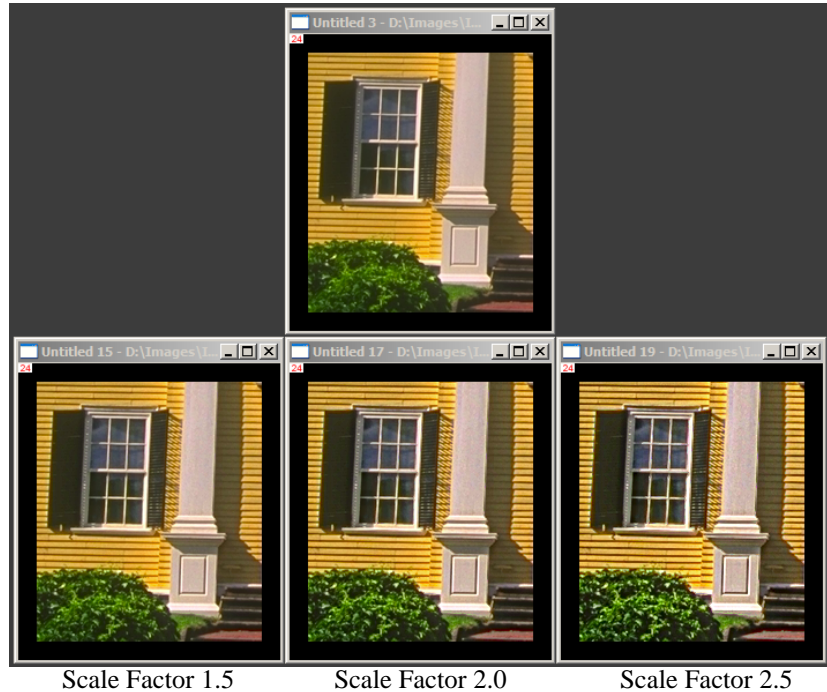 Untitled 3 - D:\Images\I...
24
Untitled 15 - D:\Images\I...
24
Untitled 17 - D:\Images\I...
24
Untitled 19 - D:\Images\I...
24
Scale Factor 1.5
Scale Factor 2.0
Scale Factor 2.5